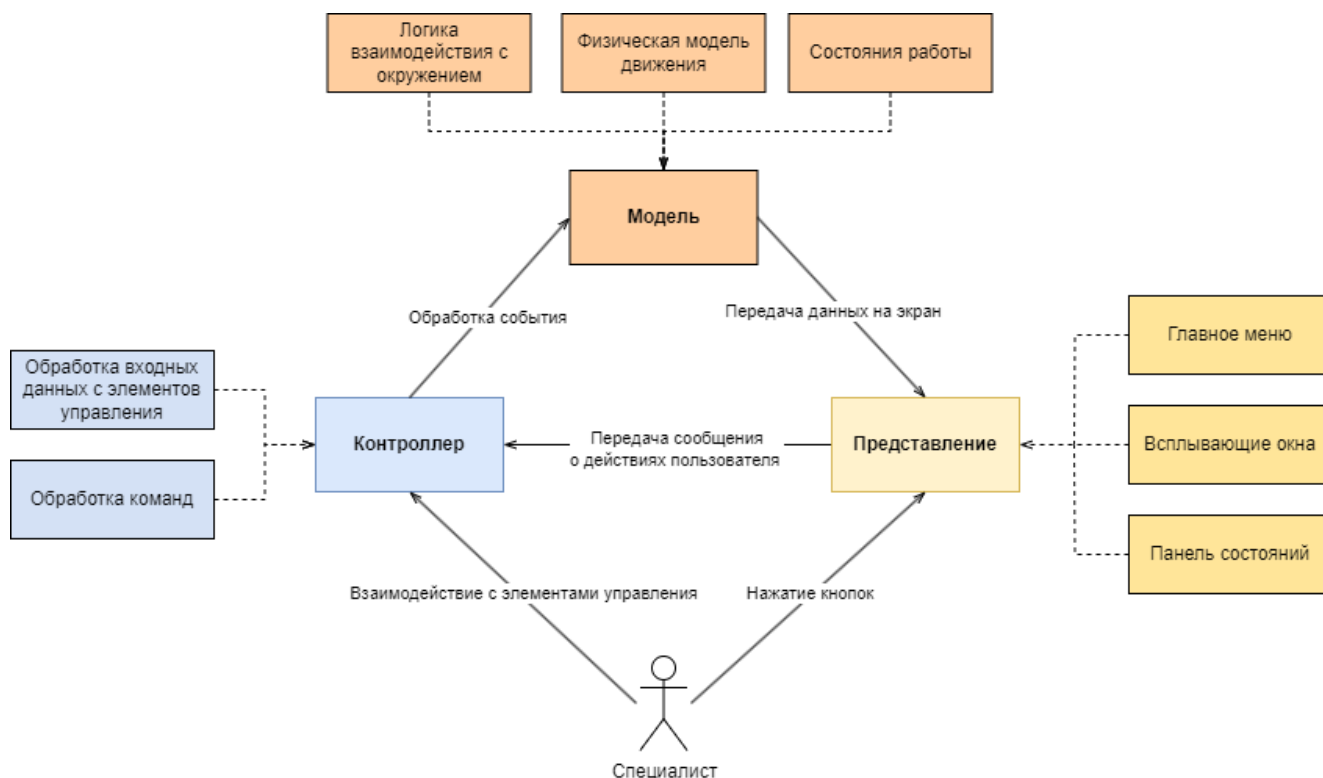 Логика
взаимодействия с
окружением
Физическая модель
движения
Состояния работы
Модель
Обработка события
Передача данных на экран
Главное меню
Обработка входных
данных с элементов
управления
Контроллер
Передача сообщения
о действиях пользователя
Представление
Всплывающие окна
Обработка команд
Панель состояний
Взаимодействие с элементами управления
Нажатие кнопок
Специалист